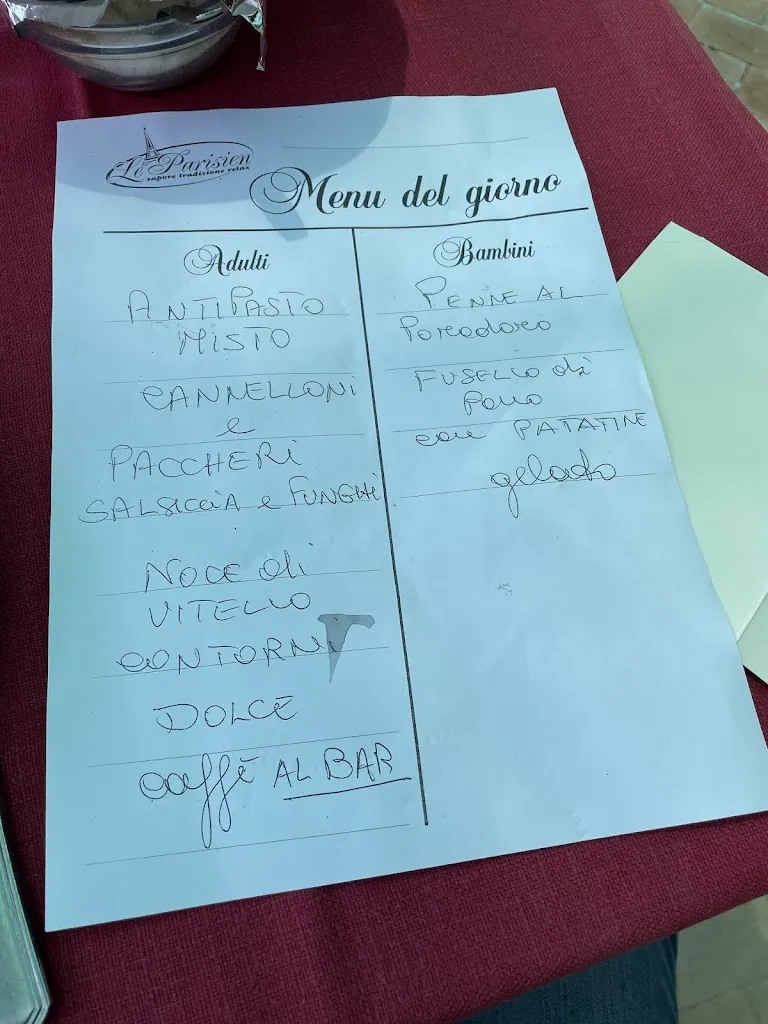 Le Parisien
sapore tradizione relax
Menu del giorno
Adulti
ANTIPASTO
MISTO
CANNELLONI
e
PACCHERI
SALSICCIA e FUNGHI
NOCE di
VITELLO
CONTORNI
DOLCE
caffè AL BAR
Bambini
PENNE AL
Pomodoro
FUSELLO di
Pollo
con PATATINE
gelato